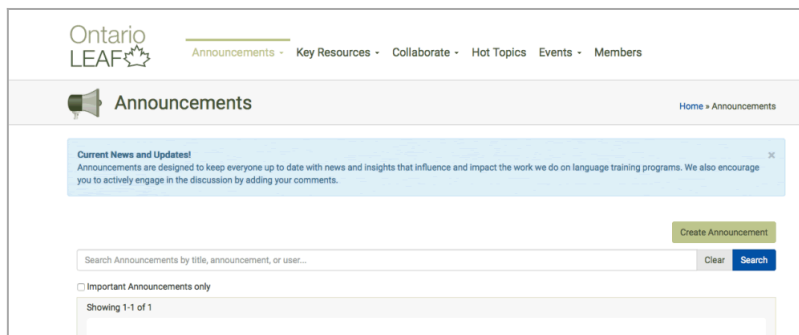 Ontario
LEAF
Announcements Key Resources Collaborate Hot Topics Events Members
Announcements
Home » Announcements
Current News and Updates!
×
Announcements are designed to keep everyone up to date with news and insights that influence and impact the work we do on language training programs. We also encourage
you to actively engage in the discussion by adding your comments.
Create Announcement
Search Announcements by title, announcement, or user...
Clear
Search
Important Announcements only
Showing 1-1 of 1